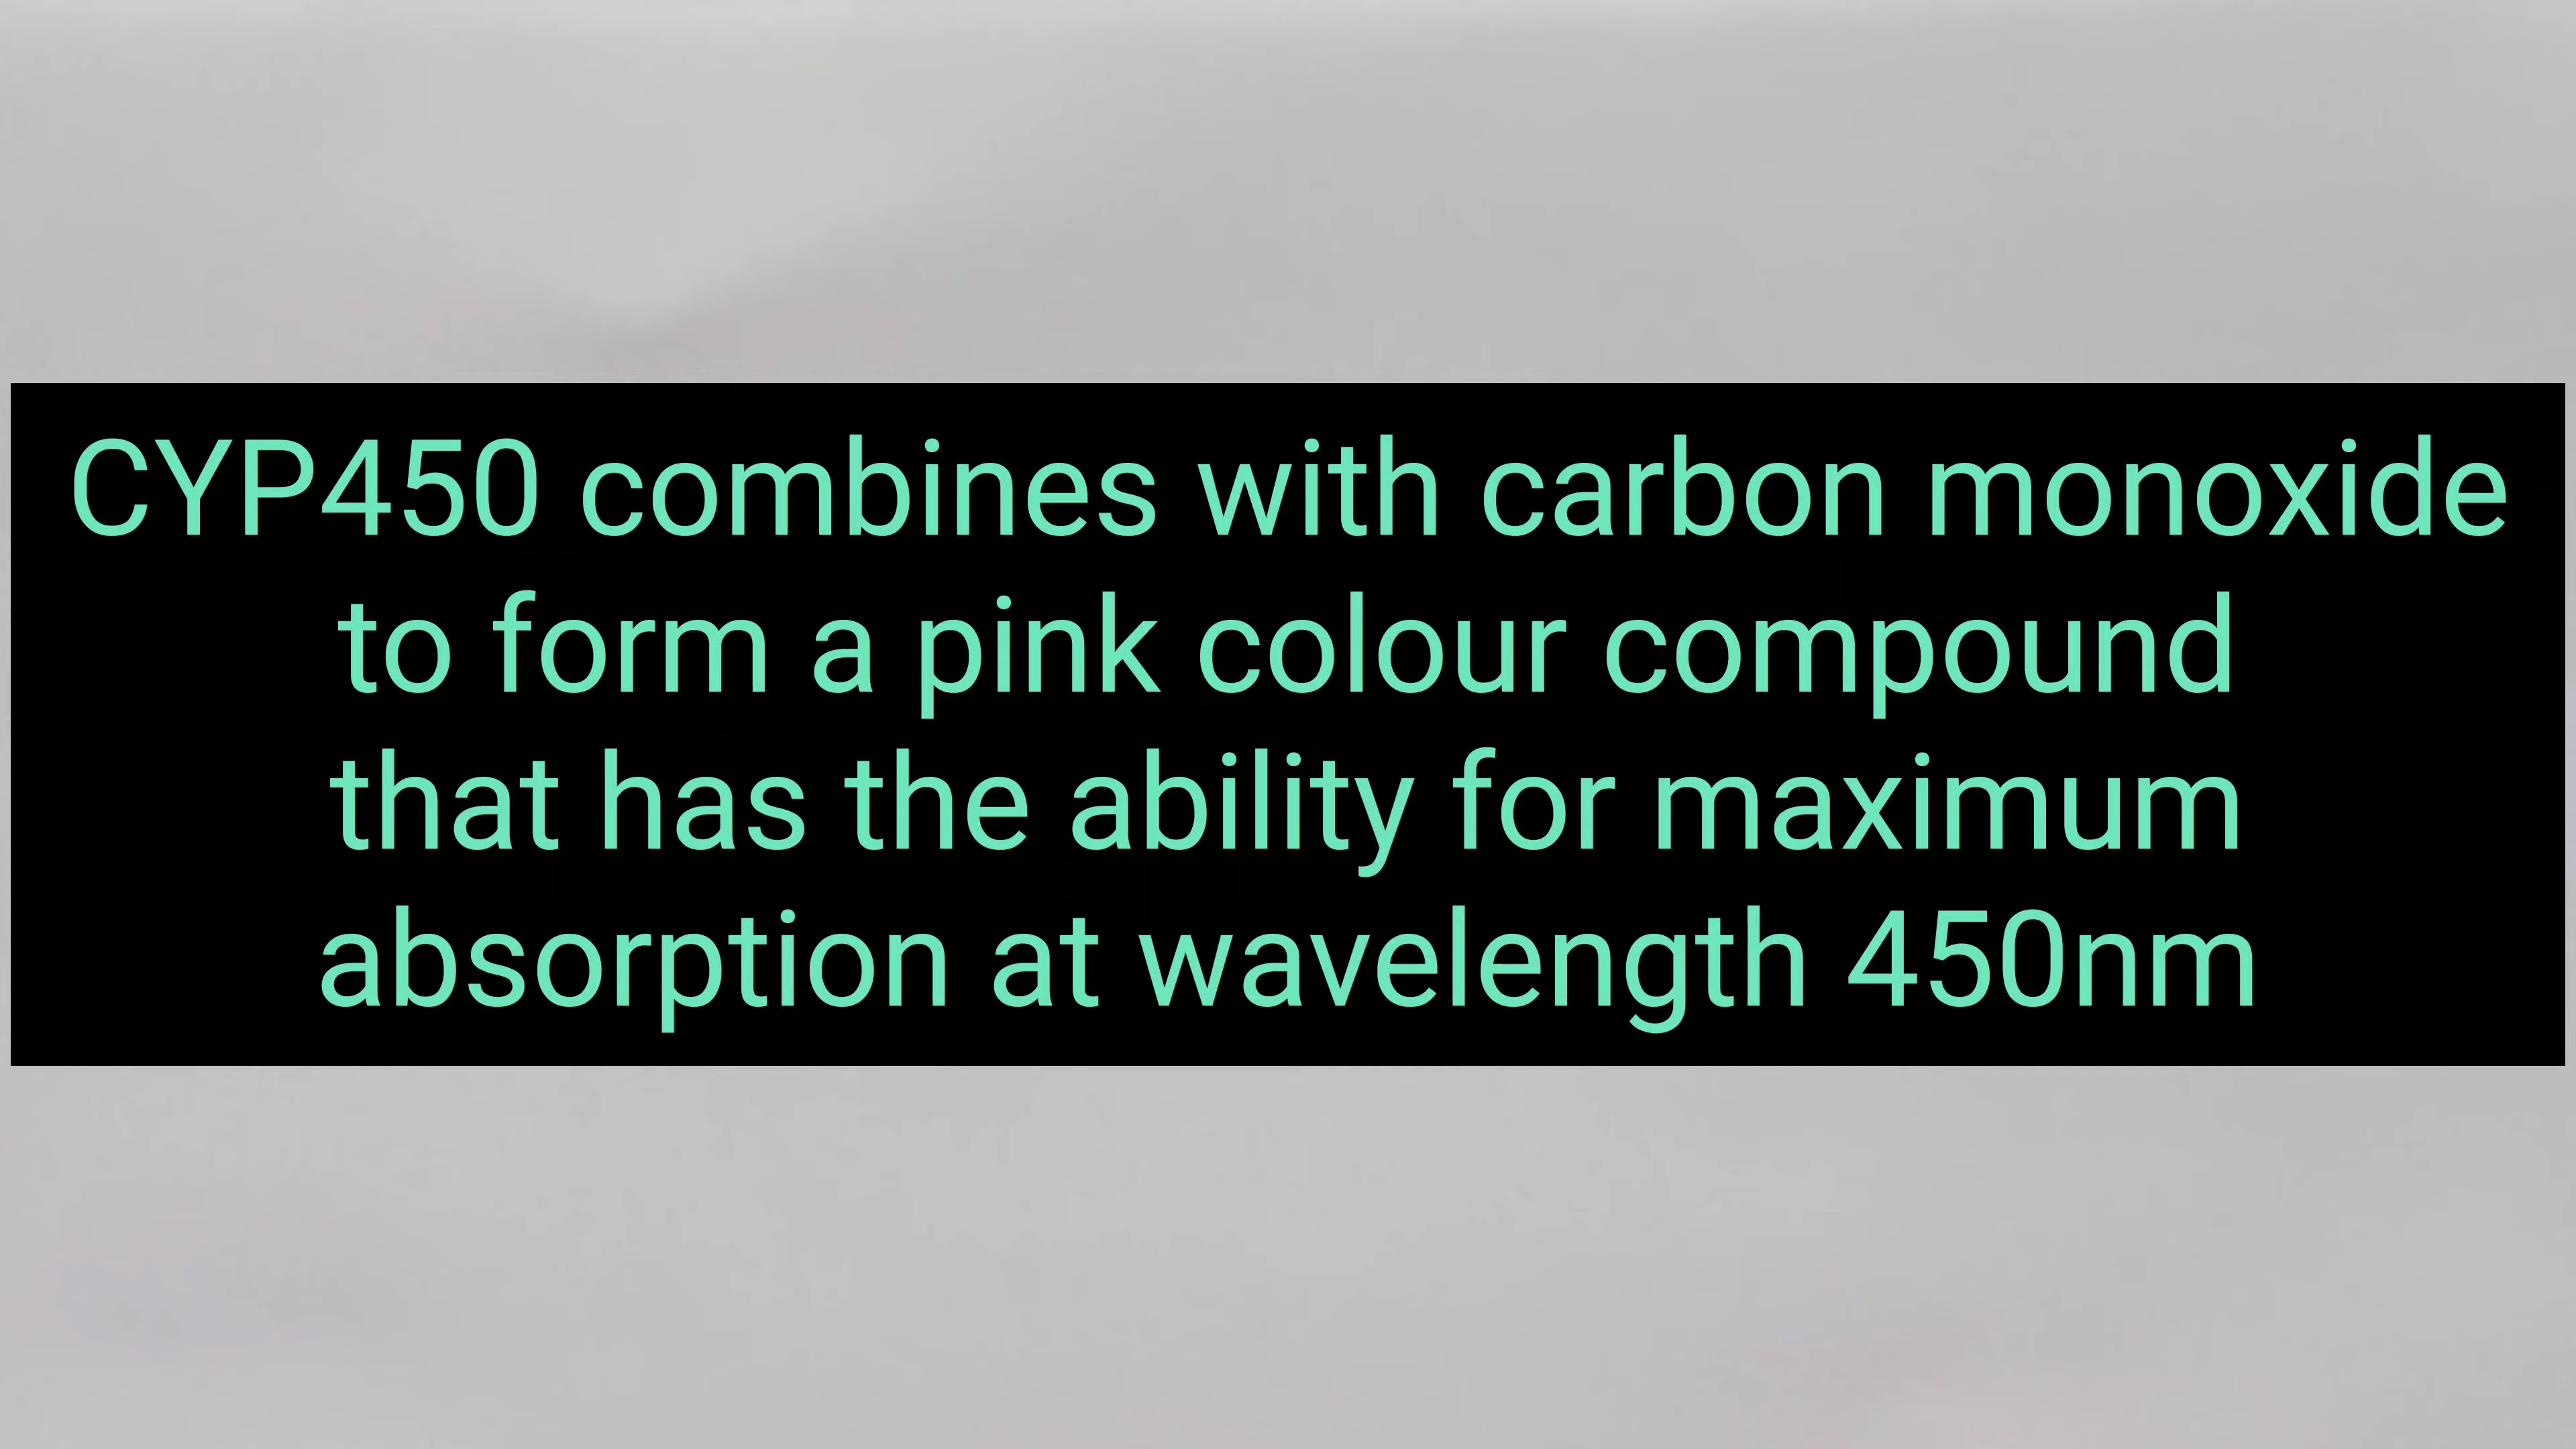 CYP450 combines with carbon monoxide
to form a pink colour compound
that has the ability for maximum
absorption at wavelength 450nm